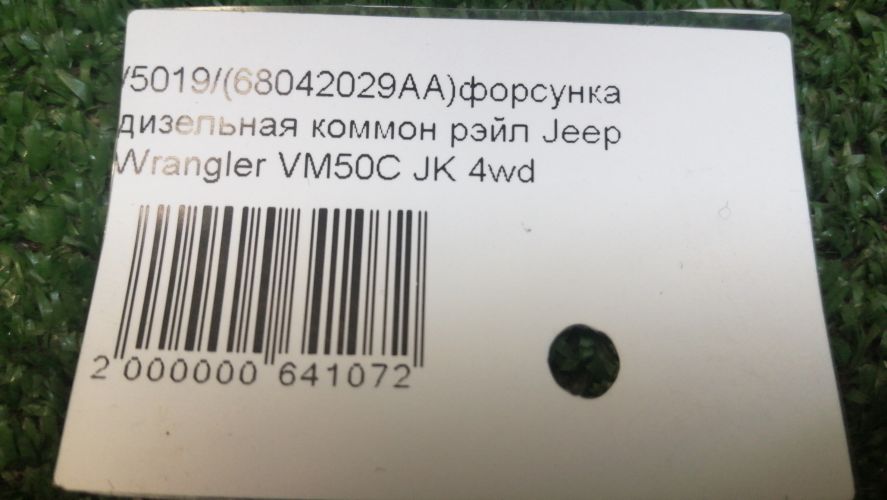 /5019/(68042029AA)форсунка
дизельная коммон рэйл Jeep
Wrangler VM50C JK 4wd
2 000000 641072